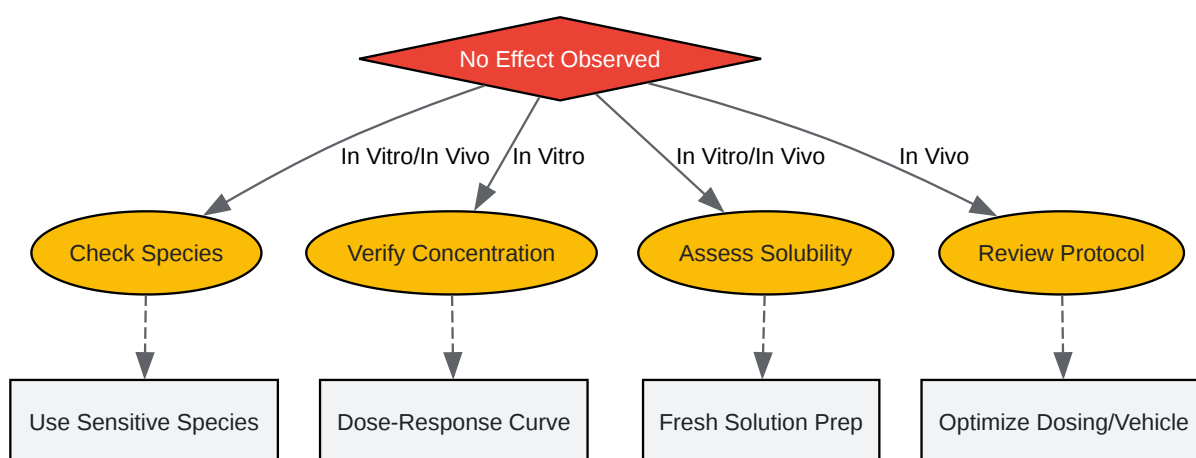 No Effect Observed
In Vitro/In Vivo
In Vitro
In Vitro/In Vivo
In Vivo
Check Species
Verify Concentration
Assess Solubility
Review Protocol
Use Sensitive Species
Dose-Response Curve
Fresh Solution Prep
Optimize Dosing/Vehicle